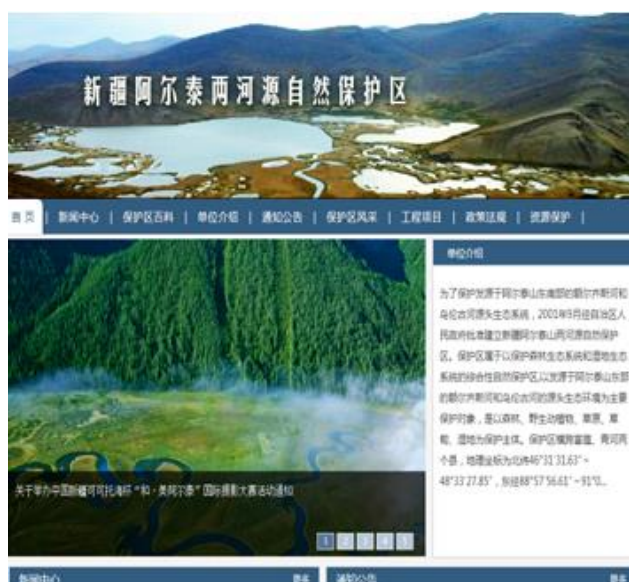 新疆阿尔泰两河源自然保护区
首页 | 新闻中心 | 保护区百科 | 单位介绍 | 通知公告 | 保护区风采 | 工程项目 | 政策法规 | 资源保护 |
单位介绍
为了保护发源于阿尔泰山东南部的额尔齐斯河和
乌伦古河源头生态系统，2001年9月经自治区人
民政府批准建立新疆阿尔泰山两河源自然保护
区。保护区属于以保护森林生态系统和湿地生态
系统的综合性自然保护区,以发源于阿尔泰山东部
的额尔齐斯河和乌伦古河的源头生态环境为主要
保护对象，是以森林、野生动植物、草原、草
甸、湿地为保护主体。保护区横跨富蕴、青河两
个县，地理坐标为北纬46°31'31.63"~
48°33'27.85"，东经88°57'56.61"~91°0...
关于举办中国新疆可可托海杯“和·美阿尔泰”国际摄影大赛活动通知
1 2 3 4 5
新闻中心 更多 通知公告 更多